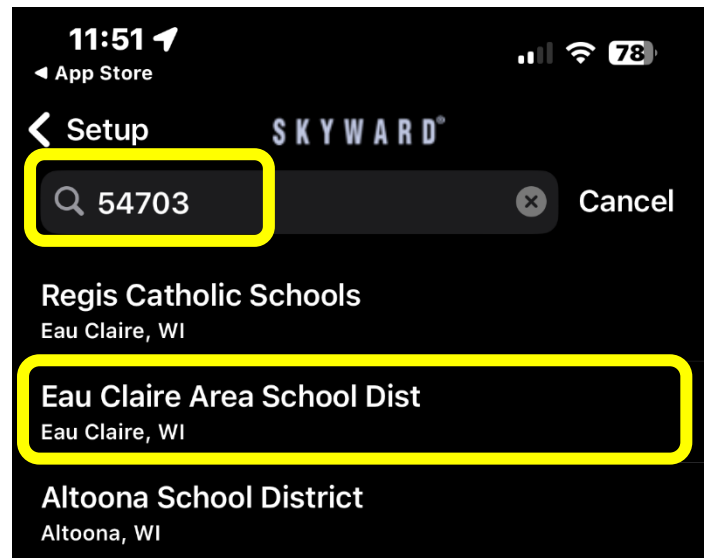 11:51
78
◀ App Store
Setup
SKYWARD®
54703
Cancel
Regis Catholic Schools
Eau Claire, WI
Eau Claire Area School Dist
Eau Claire, WI
Altoona School District
Altoona, WI